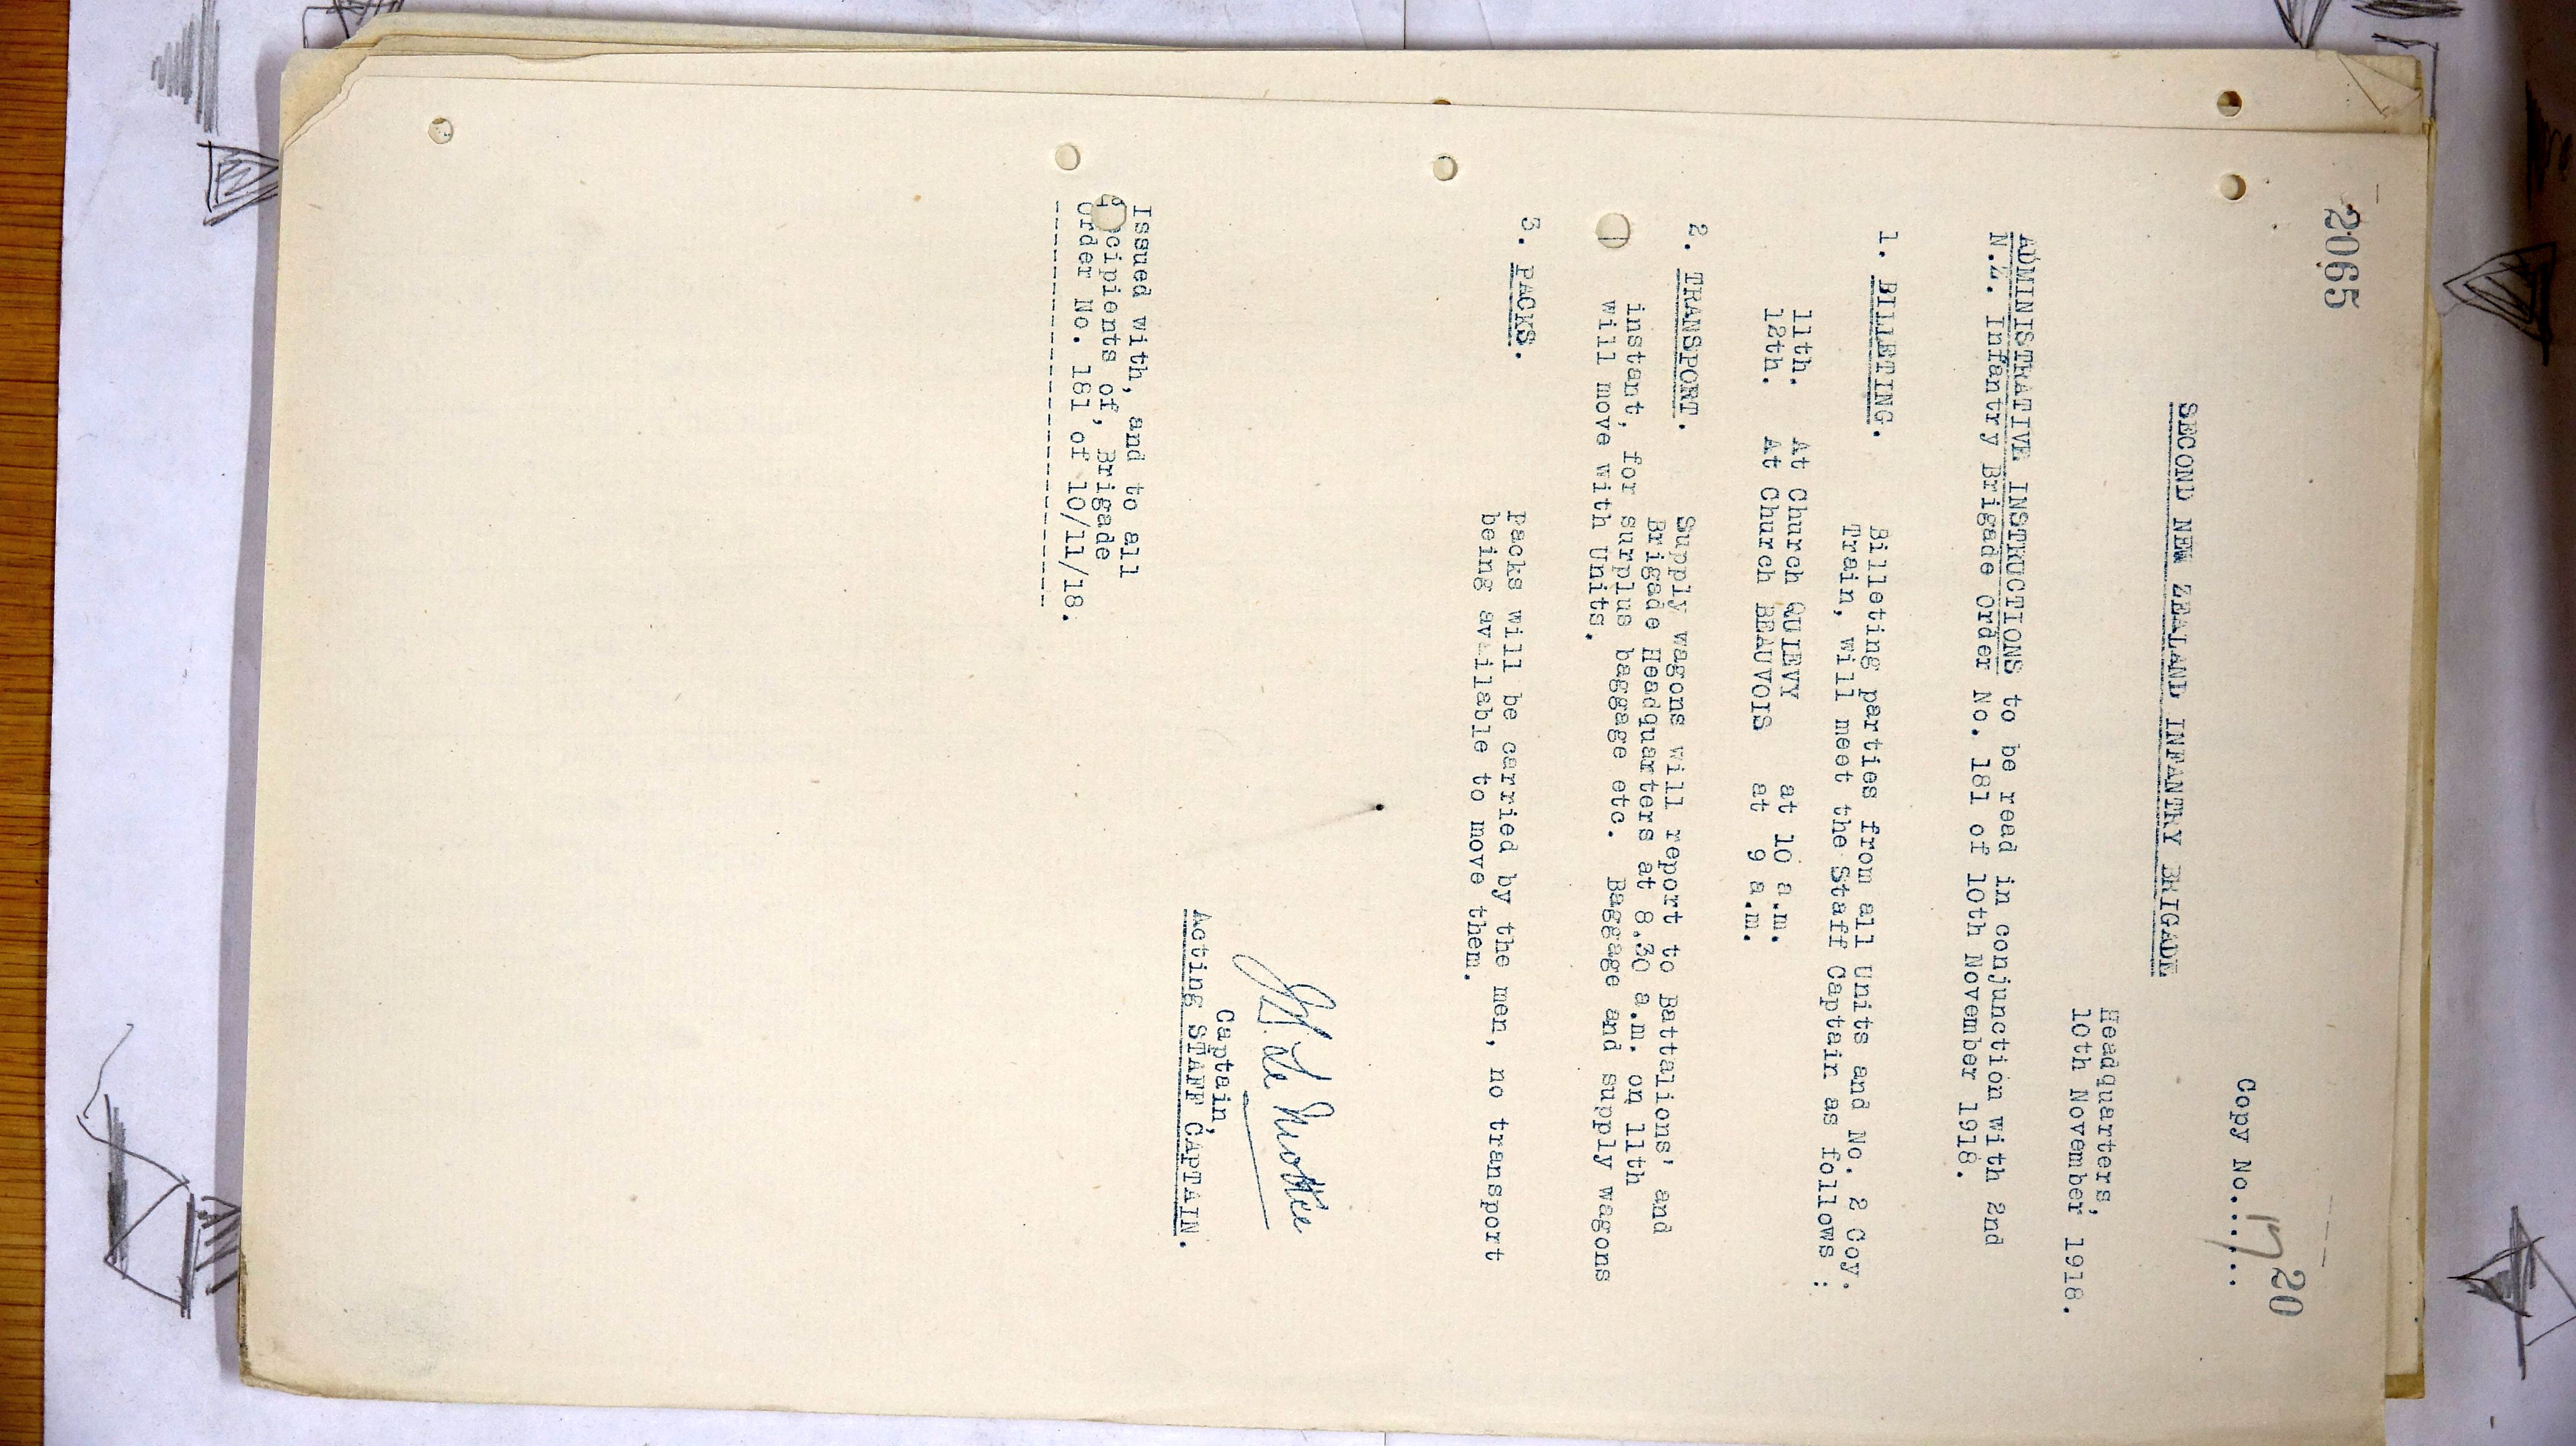 2065
20
Copy No...17....
SECOND NEW ZEALAND INFANTRY BRIGADE
Headquarters,
10th November 1918.
ADMINISTRATIVE INSTRUCTIONS to be read in conjunction with 2nd
N.Z. Infantry Brigade Order No. 181 of 10th November 1918.
1. BILLETING. Billeting parties from all Units and No. 2 Coy.
Train, will meet the Staff Captain as follows :
11th. At Church QUIEVY at 10 a.m.
12th. At Church BEAUVOIS at 9 a.m.
2. TRANSPORT. Supply wagons will report to Battalions' and
Brigade Headquarters at 8.30 a.m. on 11th
instant, for surplus baggage etc. Baggage and supply wagons
will move with Units.
3. PACKS. Packs will be carried by the men, no transport
being available to move them.
Captain,
Acting STAFF CAPTAIN.
Issued with, and to all
cipients of, Brigade
Order No. 181 of 10/11/18.